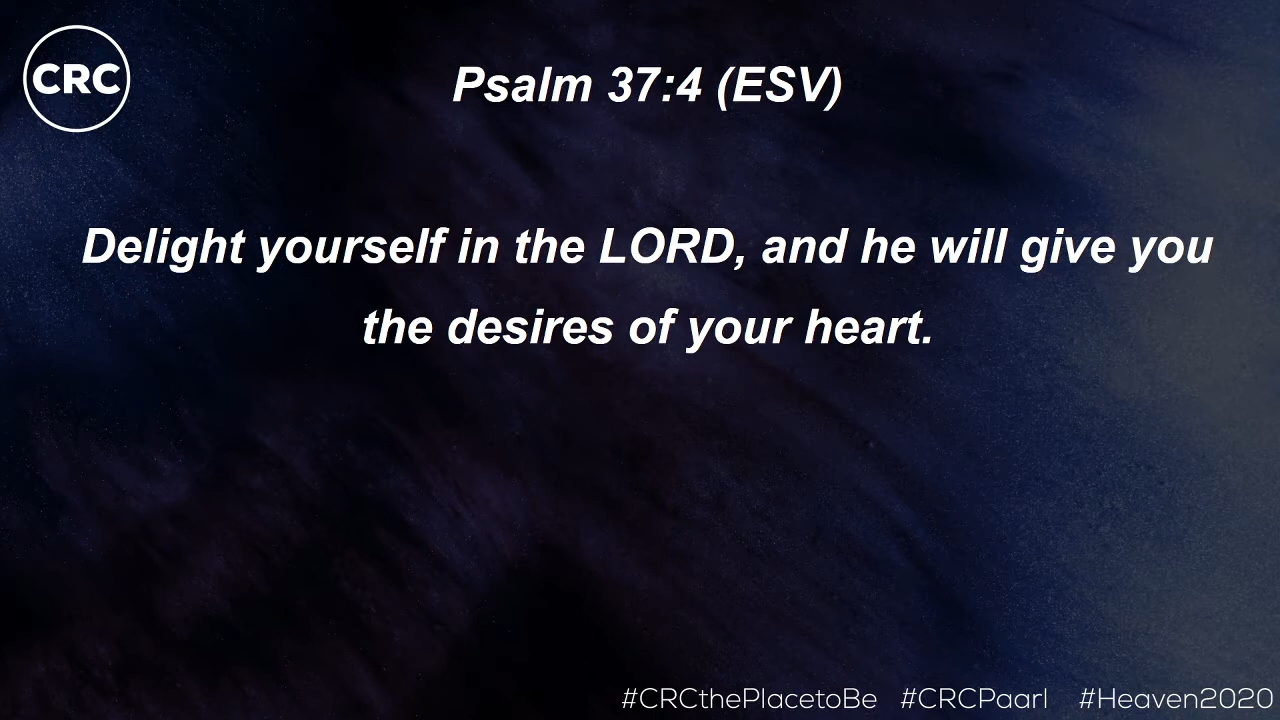 CRC
Psalm 37:4 (ESV)
Delight yourself in the LORD, and he will give you
the desires of your heart.
#CRCthePlacetoBe #CRCPaarl #Heaven2020